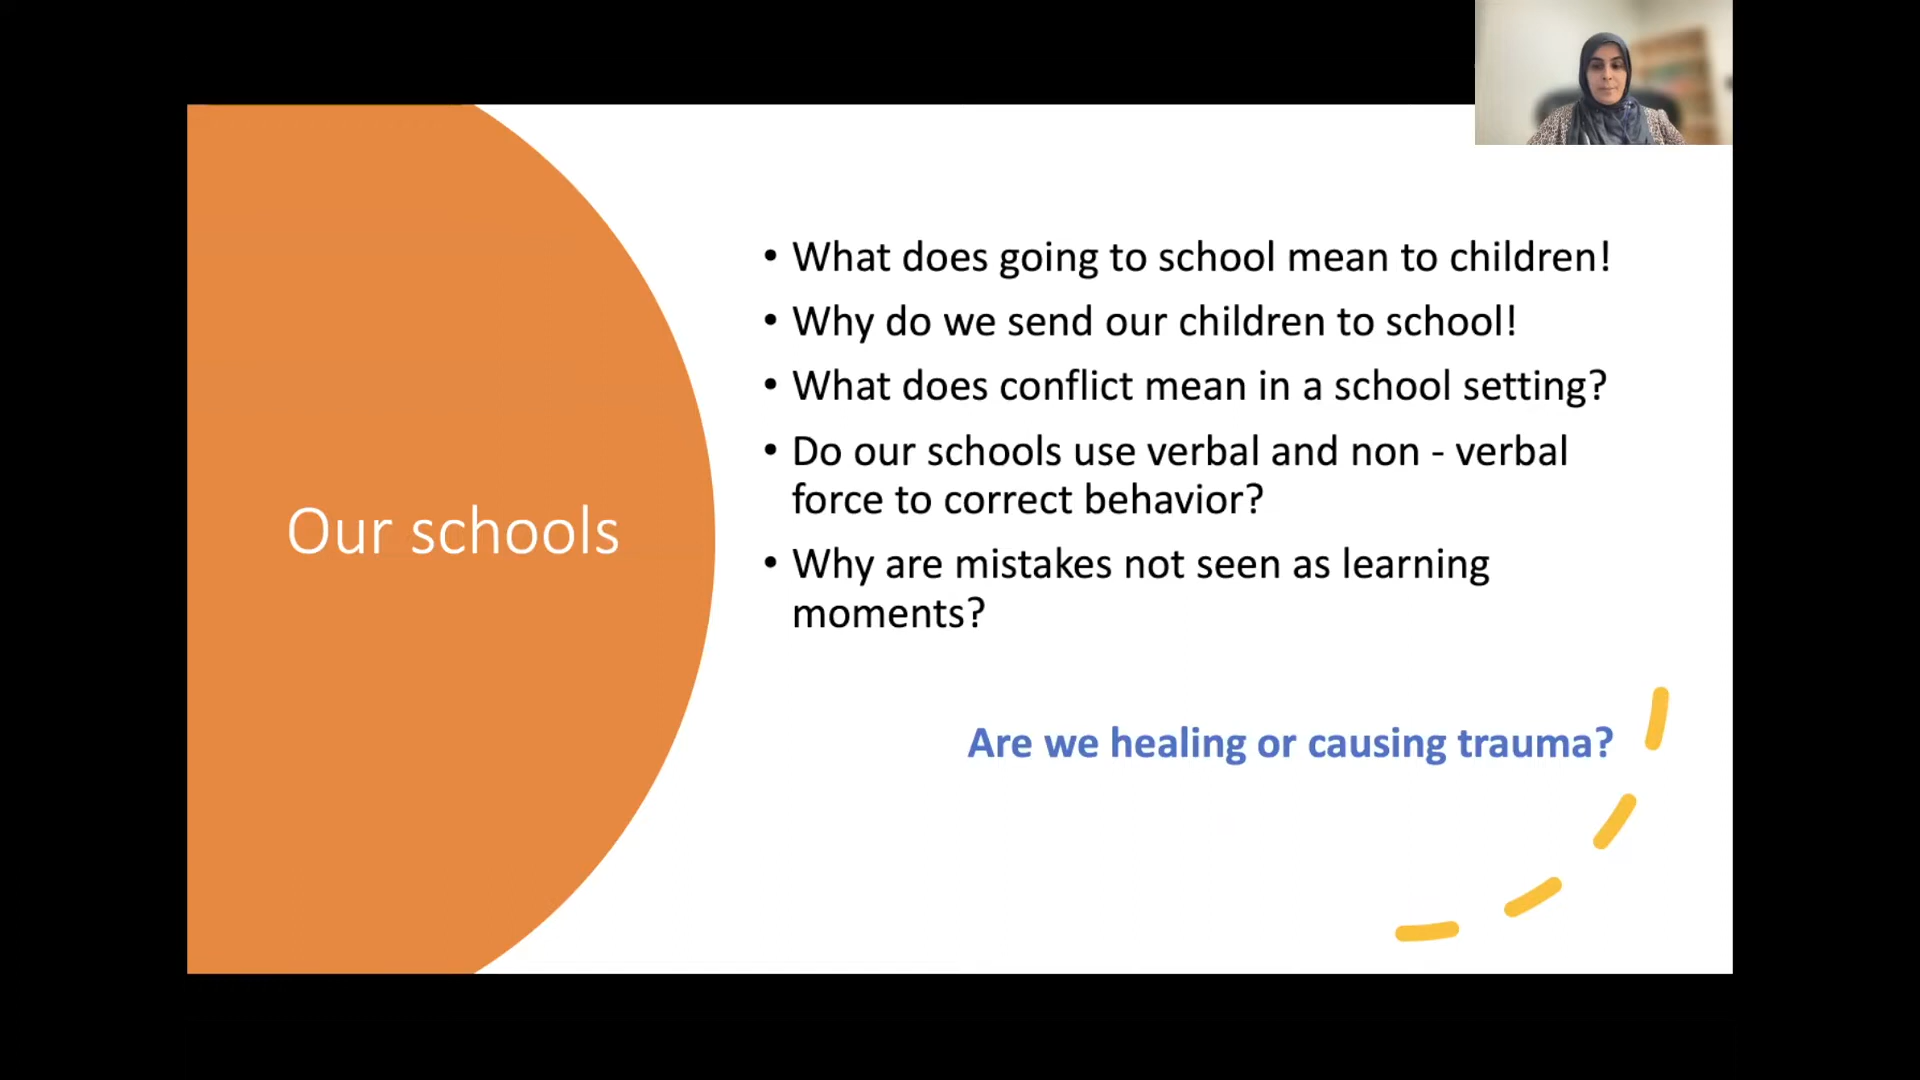 Our schools
• What does going to school mean to children!
• Why do we send our children to school!
• What does conflict mean in a school setting?
• Do our schools use verbal and non - verbal
force to correct behavior?
• Why are mistakes not seen as learning
moments?
Are we healing or causing trauma?